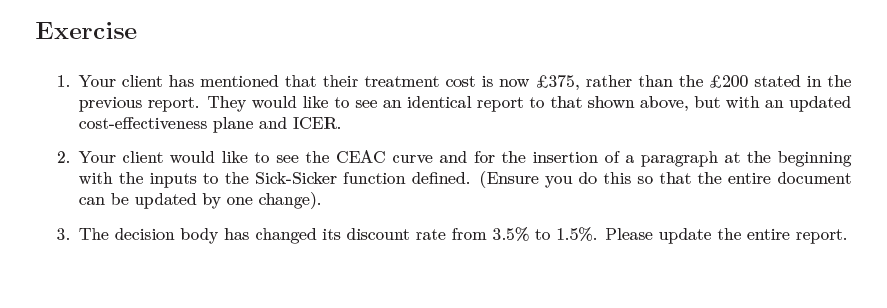 Exercise
1. Your client has mentioned that their treatment cost is now £375, rather than the £200 stated in the
previous report. They would like to see an identical report to that shown above, but with an updated
cost-effectiveness plane and ICER.
2. Your client would like to see the CEAC curve and for the insertion of a paragraph at the beginning
with the inputs to the Sick-Sicker function defined. (Ensure you do this so that the entire document
can be updated by one change).
3. The decision body has changed its discount rate from 3.5% to 1.5%. Please update the entire report.